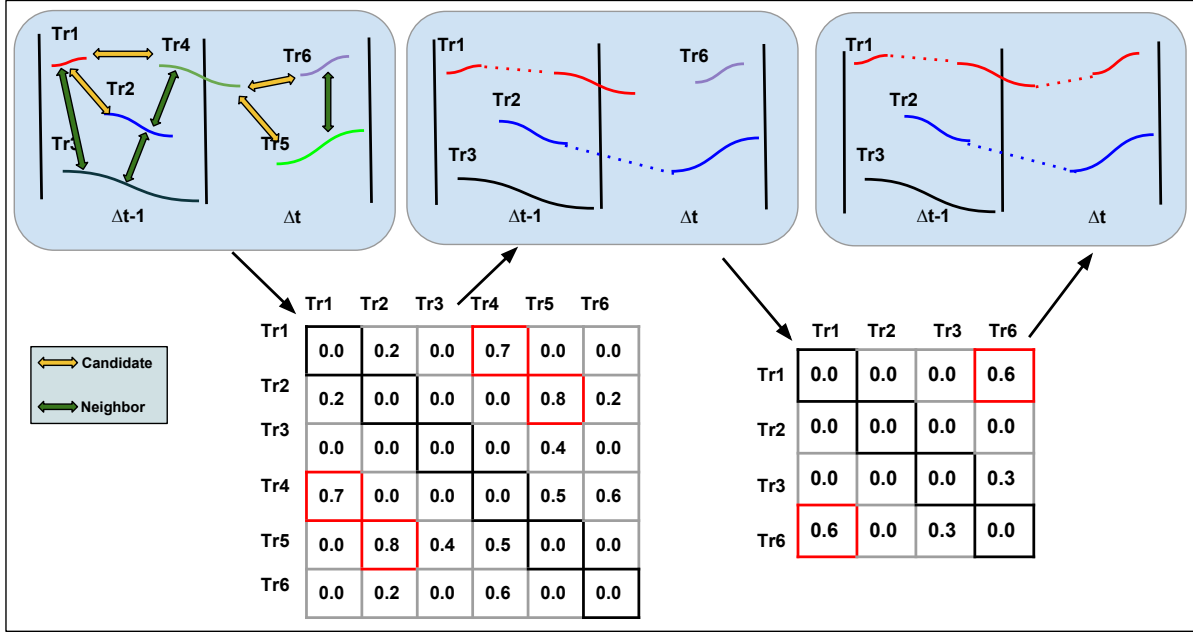 Tr1
Tr4
Tr6
Tr2
Tr3
Tr5
Δt-1
Δt
Tr1
Tr6
Tr2
Tr3
Δt-1
Δt
Tr1
Tr2
Tr3
Δt-1
Δt
Candidate
Neighbor
Tr1 Tr2 Tr3 Tr4 Tr5 Tr6
Tr1 0.0 0.2 0.0 0.7 0.0 0.0
Tr2 0.2 0.0 0.0 0.0 0.8 0.2
Tr3 0.0 0.0 0.0 0.0 0.4 0.0
Tr4 0.7 0.0 0.0 0.0 0.5 0.6
Tr5 0.0 0.8 0.4 0.5 0.0 0.0
Tr6 0.0 0.2 0.0 0.6 0.0 0.0
Tr1 Tr2 Tr3 Tr6
Tr1 0.0 0.0 0.0 0.6
Tr2 0.0 0.0 0.0 0.0
Tr3 0.0 0.0 0.0 0.3
Tr6 0.6 0.0 0.3 0.0